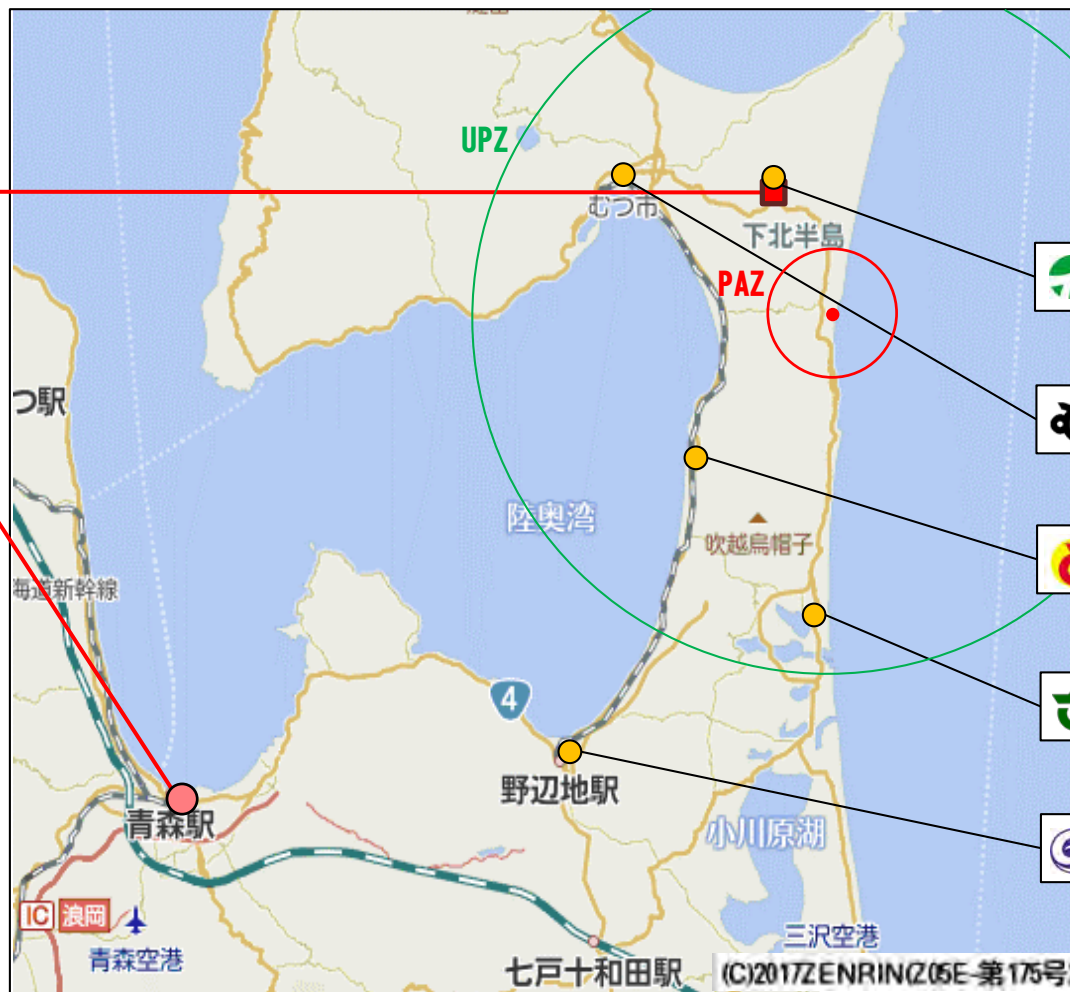 UPZ
むつ市
下北半島
PAZ
つ駅
陸奥湾
吹越烏帽子
海道新幹線
4
野辺地駅
青森駅
小川原湖
IC 浪岡
青森空港
三沢空港
七戸十和田駅
(C)2017ZENRIN(Z05E-第175号